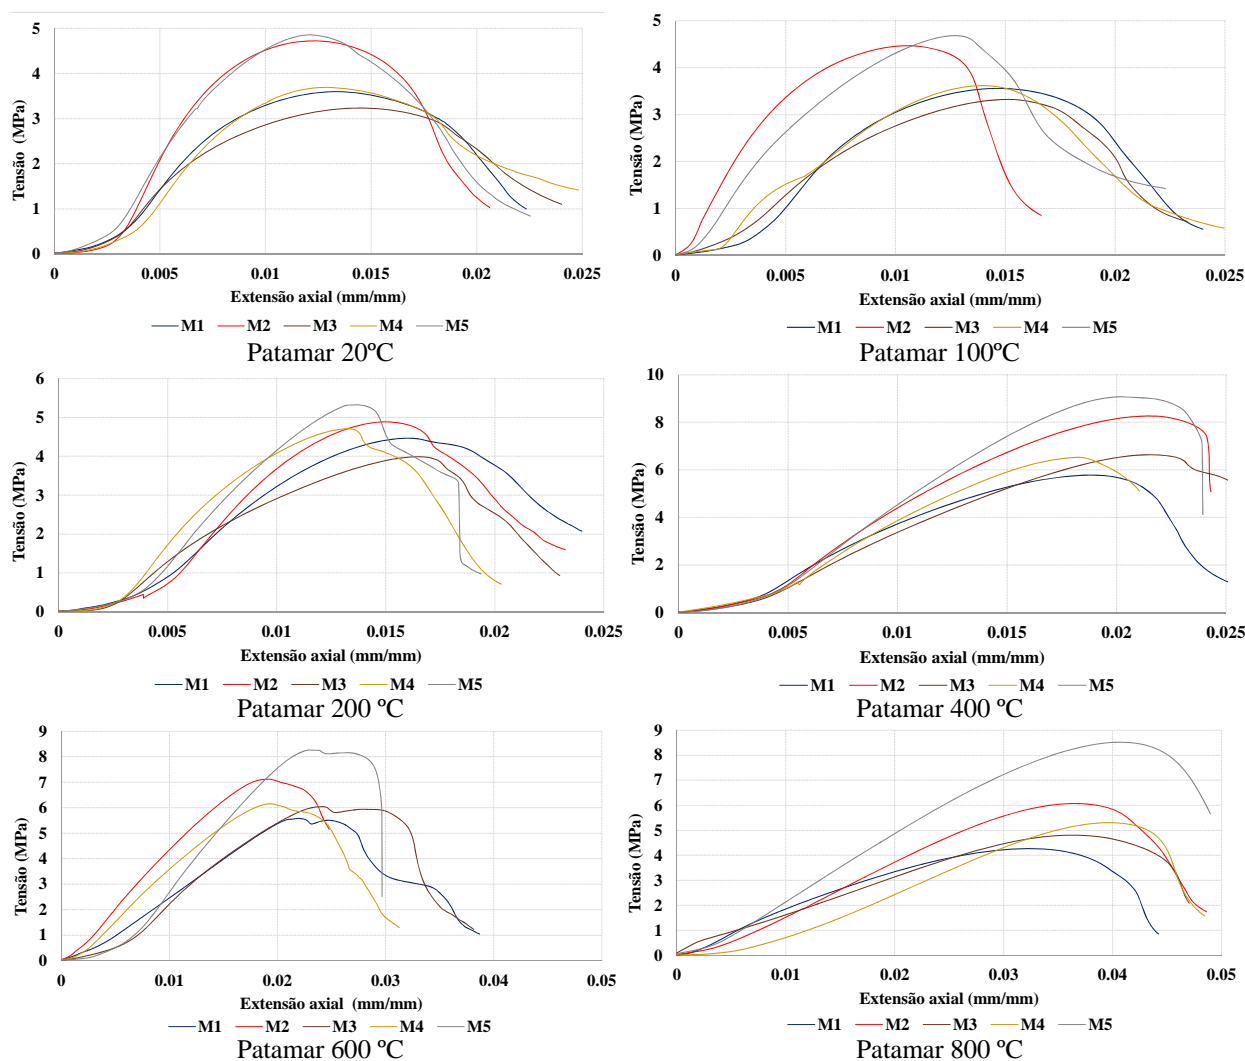 5
4
3
2
1
0
Tensão (MPa)
0 0.005 0.01 0.015 0.02 0.025
Extensão axial (mm/mm)
M1 M2 M3 M4 M5
Patamar 20ºC
5
4
3
2
1
0
Tensão (MPa)
0 0.005 0.01 0.015 0.02 0.025
Extensão axial (mm/mm)
M1 M2 M3 M4 M5
Patamar 100ºC
6
5
4
3
2
1
0
Tensão (MPa)
0 0.005 0.01 0.015 0.02 0.025
Extensão axial (mm/mm)
M1 M2 M3 M4 M5
Patamar 200 ºC
10
8
6
4
2
0
Tensão (MPa)
0 0.005 0.01 0.015 0.02 0.025
Extensão axial (mm/mm)
M1 M2 M3 M4 M5
Patamar 400 ºC
9
8
7
6
5
4
3
2
1
0
Tensão (MPa)
0 0.01 0.02 0.03 0.04 0.05
Extensão axial (mm/mm)
M1 M2 M3 M4 M5
Patamar 600 ºC
9
8
7
6
5
4
3
2
1
0
Tensão (MPa)
0 0.01 0.02 0.03 0.04 0.05
Extensão axial (mm/mm)
M1 M2 M3 M4 M5
Patamar 800 ºC